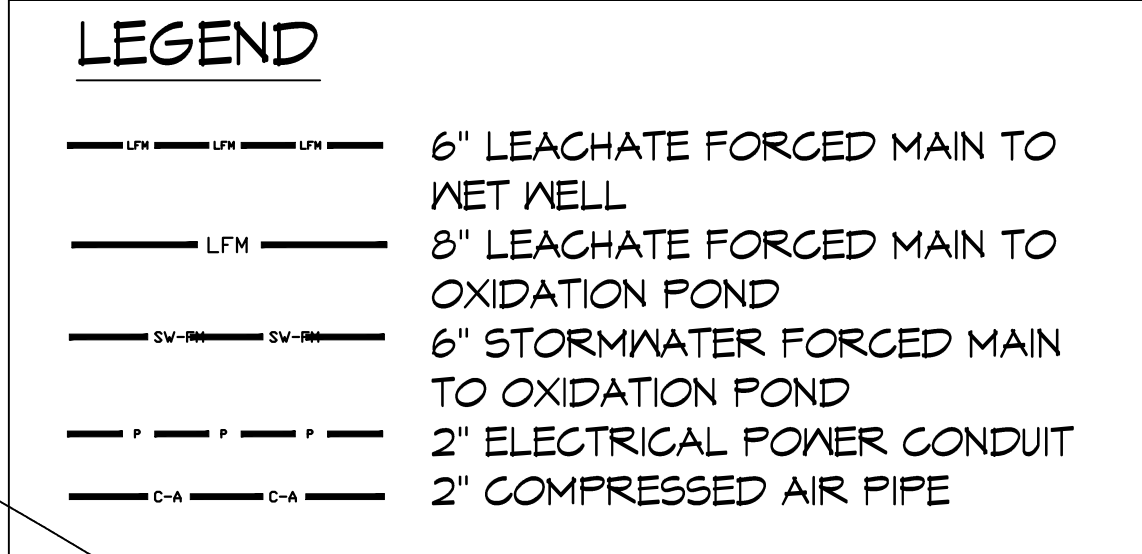 LEGEND
LFM LFM LFM 6" LEACHATE FORCED MAIN TO
WET WELL
LFM 8" LEACHATE FORCED MAIN TO
OXIDATION POND
SW-FM SW-FM 6" STORMWATER FORCED MAIN
TO OXIDATION POND
P P P 2" ELECTRICAL POWER CONDUIT
C-A C-A 2" COMPRESSED AIR PIPE